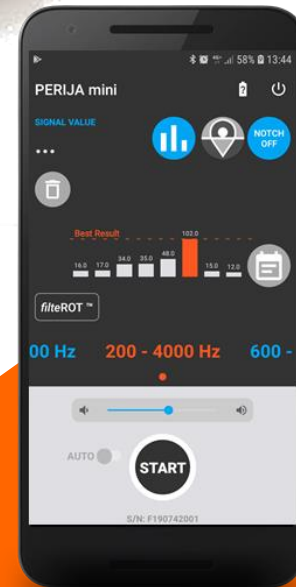 58% 13:44
PERIJA mini
SIGNAL VALUE
...
NOTCH
OFF
Best Result
16.0 17.0 34.0 35.0 48.0 102.0 15.0 12.0
filteROT ™
00 Hz 200 - 4000 Hz 600 -
AUTO
START
S/N: F190742001